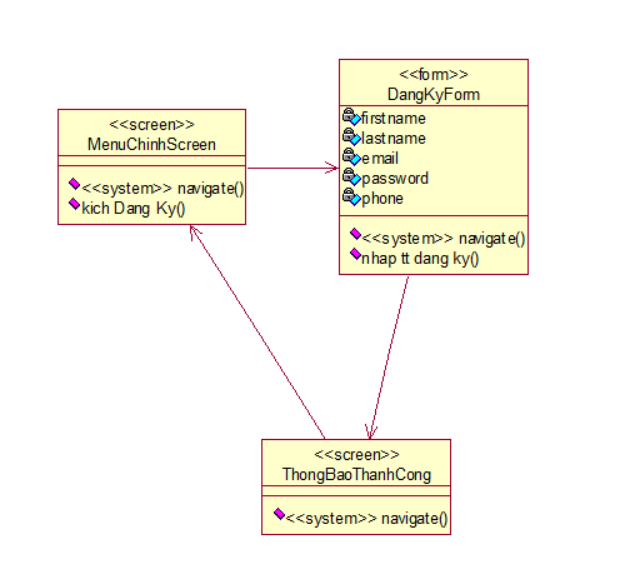 <<screen>>
MenuChinhScreen
<<system>> navigate()
kich Dang Ky()
<<form>>
DangKyForm
firstname
lastname
email
password
phone
<<system>> navigate()
nhap tt dang ky()
<<screen>>
ThongBaoThanhCong
<<system>> navigate()